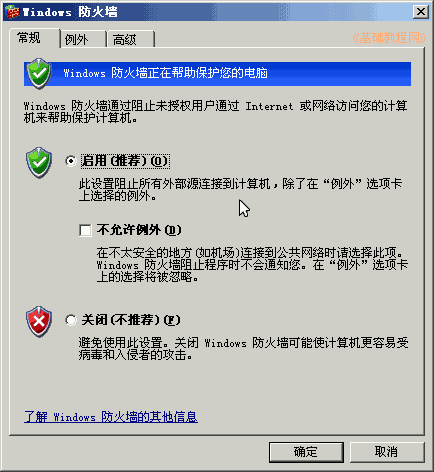 Windows 防火墙
常规
例外
高级
《基础教程网》
Windows 防火墙正在帮助保护您的电脑
Windows 防火墙通过阻止未授权用户通过 Internet 或网络访问您的计算
机来帮助保护计算机。
启用(推荐)(O)
此设置阻止所有外部源连接到计算机，除了在“例外”选项卡
上选择的例外。
不允许例外(D)
在不太安全的地方(如机场)连接到公共网络时请选择此项。
Windows 防火墙阻止程序时不会通知您。在“例外”选项卡
上的选择将被忽略。
关闭(不推荐)(F)
避免使用此设置。关闭 Windows 防火墙可能使计算机更容易受
病毒和入侵者的攻击。
了解 Windows 防火墙的其他信息
确定
取消